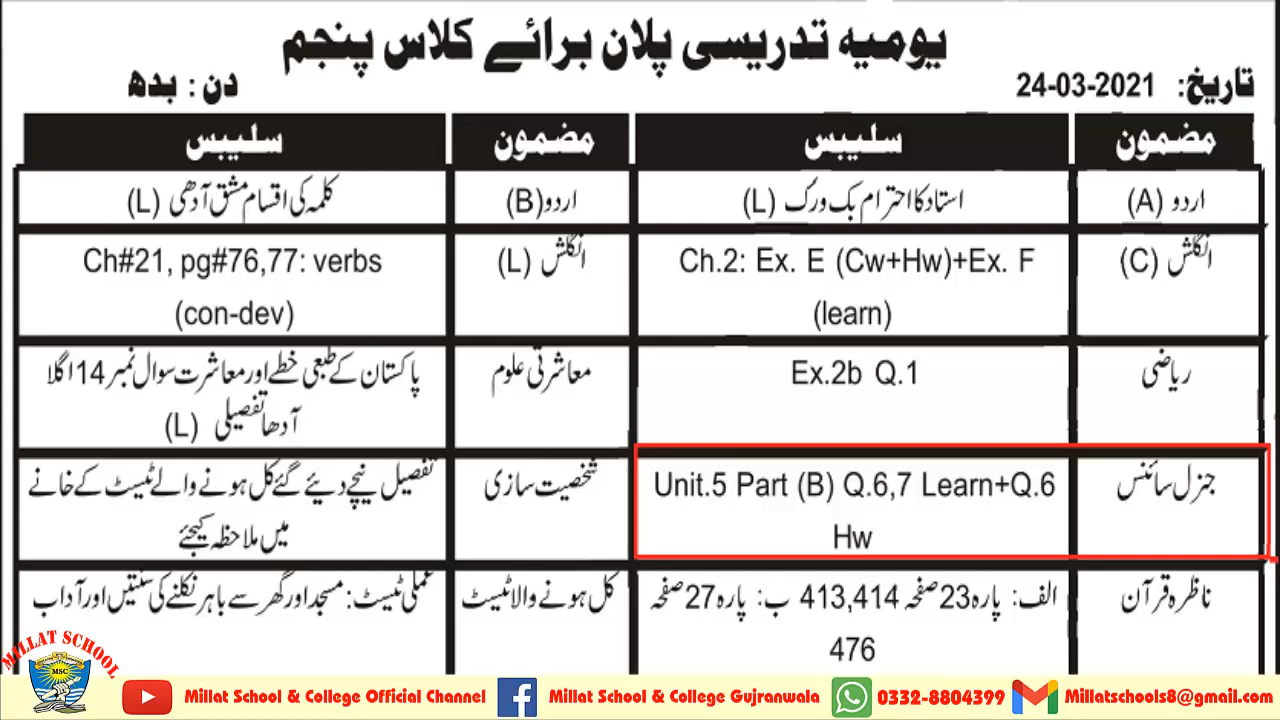 یومیہ تدریسی پلان برائے کلاس پنجم
تاریخ: 24-03-2021 دن : بدھ
مضمون سلیبس مضمون سلیبس
اردو (A) استاد کا احترام بک ورک (L) اردو (B) کلمہ کی اقسام مشق آدھی (L)
انگلش (C) Ch.2: Ex. E (Cw+Hw)+Ex. F انگلش (L) Ch#21, pg#76,77: verbs
(learn) (con-dev)
ریاضی Ex.2b Q.1 معاشرتی علوم پاکستان کے طبعی خطے اور معاشرت سوال نمبر 14 اگلا
آدھا تفصیلی (L)
جنرل سائنس Unit.5 Part (B) Q.6,7 Learn+Q.6 شخصیت سازی تفصیل نیچے دیئے گئے کل ہونے والے ٹیسٹ کے خانے
Hw میں ملاحظہ کیجئے
ناظرہ قرآن الف: پارہ 23 صفحہ 413,414 ب: پارہ 27 صفحہ کل ہونے والا ٹیسٹ عملی ٹیسٹ: مسجد اور گھر سے باہر نکلنے کی سنتیں اور آداب
476
MILLAT SCHOOL
MSC
Millat School & College Official Channel Millat School & College Gujranwala 0332-8804399 Millatschools8@gmail.com